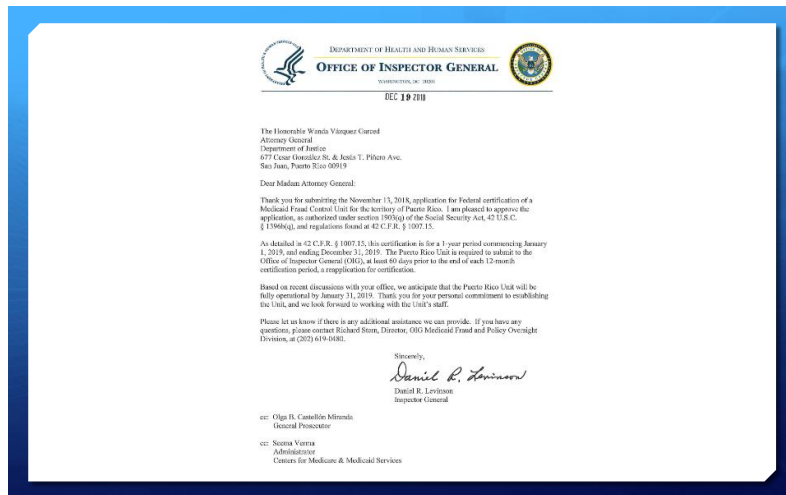 DEPARTMENT OF HEALTH AND HUMAN SERVICES
OFFICE OF INSPECTOR GENERAL
WASHINGTON, DC 20201
DEC 19 2018
The Honorable Wanda Vázquez Garced
Attorney General
Department of Justice
677 Cesar González St. & Jesús T. Piñero Ave.
San Juan, Puerto Rico 00919
Dear Madam Attorney General:
Thank you for submitting the November 13, 2018, application for Federal certification of a
Medicaid Fraud Control Unit for the territory of Puerto Rico. I am pleased to approve the
application, as authorized under section 1903(q) of the Social Security Act, 42 U.S.C.
§ 1396b(q), and regulations found at 42 C.F.R. § 1007.15.
As detailed in 42 C.F.R. § 1007.15, this certification is for a 1-year period commencing January
1, 2019, and ending December 31, 2019. The Puerto Rico Unit is required to submit to the
Office of Inspector General (OIG), at least 60 days prior to the end of each 12-month
certification period, a reapplication for certification.
Based on recent discussions with your office, we anticipate that the Puerto Rico Unit will be
fully operational by January 31, 2019. Thank you for your personal commitment to establishing
the Unit, and we look forward to working with the Unit's staff.
Please let us know if there is any additional assistance we can provide. If you have any
questions, please contact Richard Stern, Director, OIG Medicaid Fraud and Policy Oversight
Division, at (202) 619-0480.
Sincerely,
Daniel R. Levinson
Daniel R. Levinson
Inspector General
cc: Olga B. Castellón Miranda
General Prosecutor
cc: Seema Verma
Administrator
Centers for Medicare & Medicaid Services